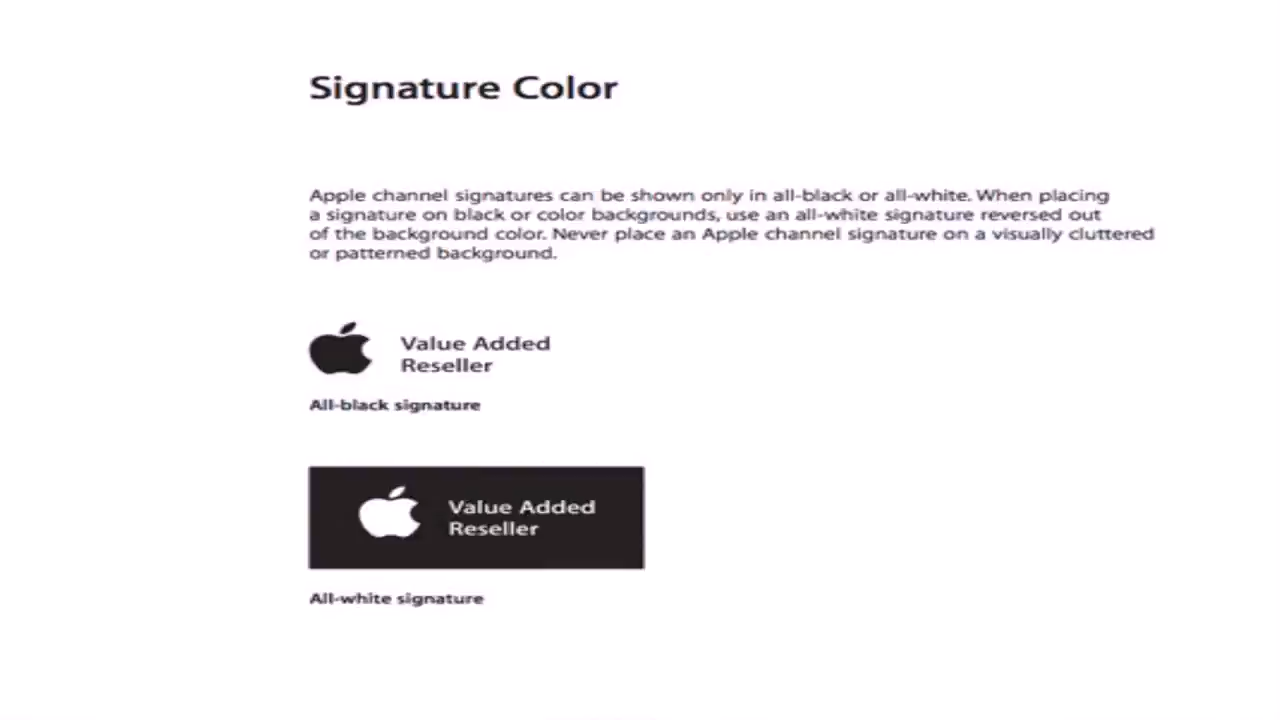 Signature Color
Apple channel signatures can be shown only in all-black or all-white. When placing
a signature on black or color backgrounds, use an all-white signature reversed out
of the background color. Never place an Apple channel signature on a visually cluttered
or patterned background.
Value Added
Reseller
All-black signature
Value Added
Reseller
All-white signature